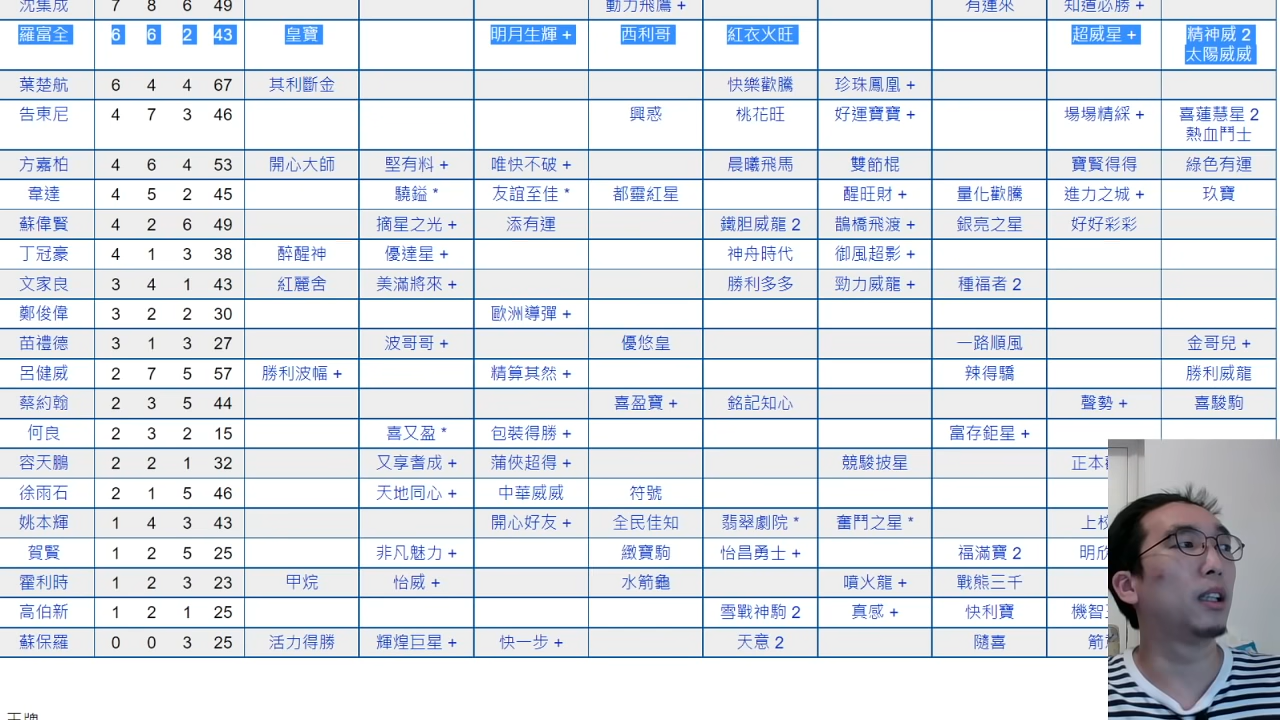 沈集成 7 8 6 49 動力飛鷹 + 有運來 知道必勝 +
羅富全 6 6 2 43 皇寶 明月生輝 + 西利哥 紅衣火旺 超威星 + 精神威 2
太陽威威
葉楚航 6 4 4 67 其利斷金 快樂歡騰 珍珠鳳凰 +
告東尼 4 7 3 46 興惑 桃花旺 好運寶寶 + 場場精綵 + 喜蓮慧星 2
熱血鬥士
方嘉柏 4 6 4 53 開心大師 堅有料 + 唯快不破 + 晨曦飛馬 雙節棍 寶賢得得 綠色有運
韋達 4 5 2 45 驍鎰 * 友誼至佳 * 都靈紅星 醒旺財 + 量化歡騰 進力之城 + 玖寶
蘇偉賢 4 2 6 49 摘星之光 + 添有運 鐵胆威龍 2 鵲橋飛渡 + 銀亮之星 好好彩彩
丁冠豪 4 1 3 38 醉醒神 優達星 + 神舟時代 御風超影 +
文家良 3 4 1 43 紅麗舍 美滿將來 + 勝利多多 勁力威龍 + 種福者 2
鄭俊偉 3 2 2 30 歐洲導彈 +
苗禮德 3 1 3 27 波哥哥 + 優悠皇 一路順風 金哥兒 +
呂健威 2 7 5 57 勝利波幅 + 精算其然 + 辣得驕 勝利威龍
蔡約翰 2 3 5 44 喜盈寶 + 銘記知心 聲勢 + 喜駿駒
何良 2 3 2 15 喜又盈 * 包裝得勝 + 富存鉅星 +
容天鵬 2 2 1 32 又享耆成 + 蒲俠超得 + 競駿披星 正本
徐雨石 2 1 5 46 天地同心 + 中華威威 符號
姚本輝 1 4 3 43 開心好友 + 全民佳知 翡翠劇院 * 奮鬥之星 * 上校
賀賢 1 2 5 25 非凡魅力 + 緻寶駒 怡昌勇士 + 福滿寶 2 明欣
霍利時 1 2 3 23 甲烷 怡威 + 水箭龜 噴火龍 + 戰熊三千
高伯新 1 2 1 25 雪戰神駒 2 真感 + 快利寶 機智
蘇保羅 0 0 3 25 活力得勝 輝煌巨星 + 快一步 + 天意 2 隨喜 箭
王牌